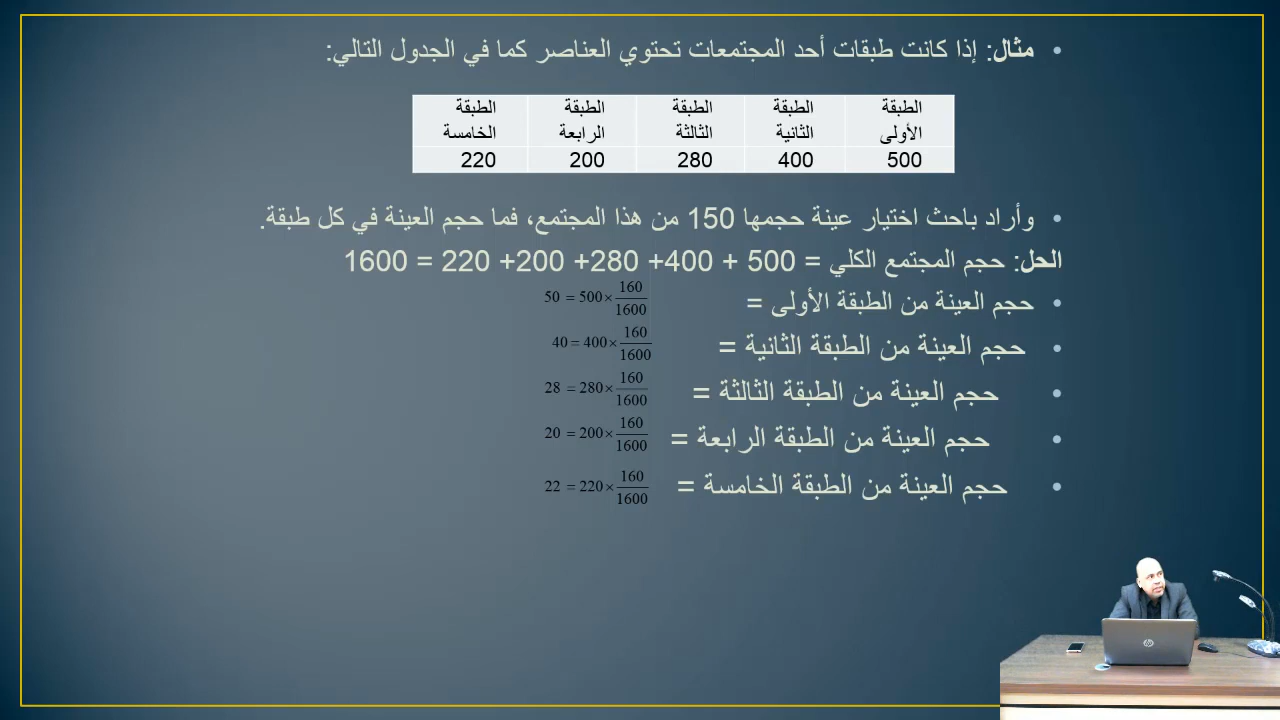 مثال: إذا كانت طبقات أحد المجتمعات تحتوي العناصر كما في الجدول التالي:
الطبقة الأولى الطبقة الثانية الطبقة الثالثة الطبقة الرابعة الطبقة الخامسة
500 400 280 200 220
وأراد باحث اختيار عينة حجمها 150 من هذا المجتمع، فما حجم العينة في كل طبقة.
الحل: حجم المجتمع الكلي = 500 + 400+ 280+ 200+ 220 = 1600
حجم العينة من الطبقة الأولى = 50 = 500×160/1600
حجم العينة من الطبقة الثانية = 40 = 400×160/1600
حجم العينة من الطبقة الثالثة = 28 = 280×160/1600
حجم العينة من الطبقة الرابعة = 20 = 200×160/1600
حجم العينة من الطبقة الخامسة = 22 = 220×160/1600